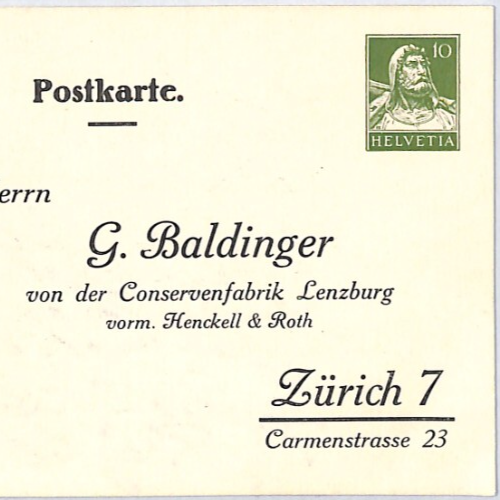 Postkarte.
10
HELVETIA
errn
G. Baldinger
von der Conservenfabrik Lenzburg
vorm. Henckell & Roth
Zürich 7
Carmenstrasse 23